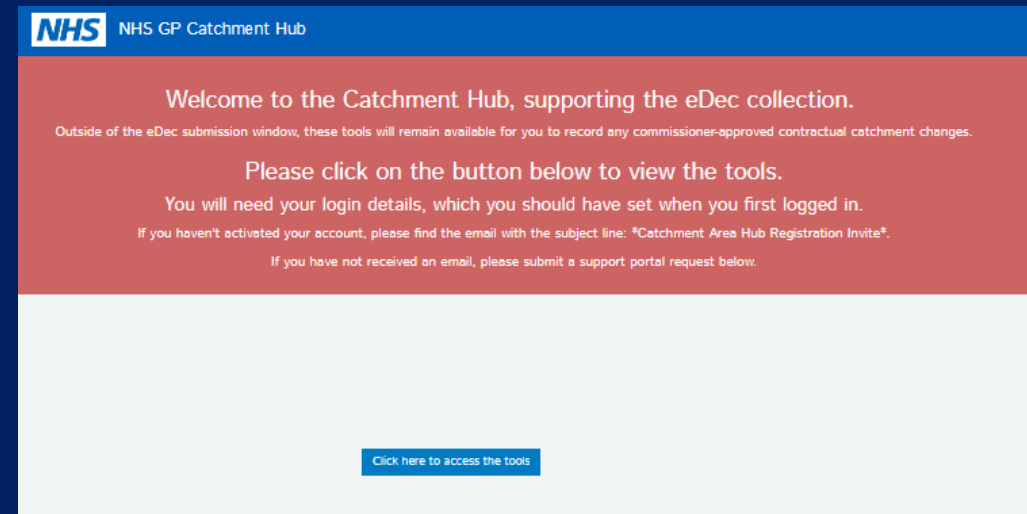 NHS NHS GP Catchment Hub
Welcome to the Catchment Hub, supporting the eDec collection.
Outside of the eDec submission window, these tools will remain available for you to record any commissioner-approved contractual catchment changes.
Please click on the button below to view the tools.
You will need your login details, which you should have set when you first logged in.
If you haven't activated your account, please find the email with the subject line: *Catchment Area Hub Registration Invite*.
If you have not received an email, please submit a support portal request below.
Click here to access the tools